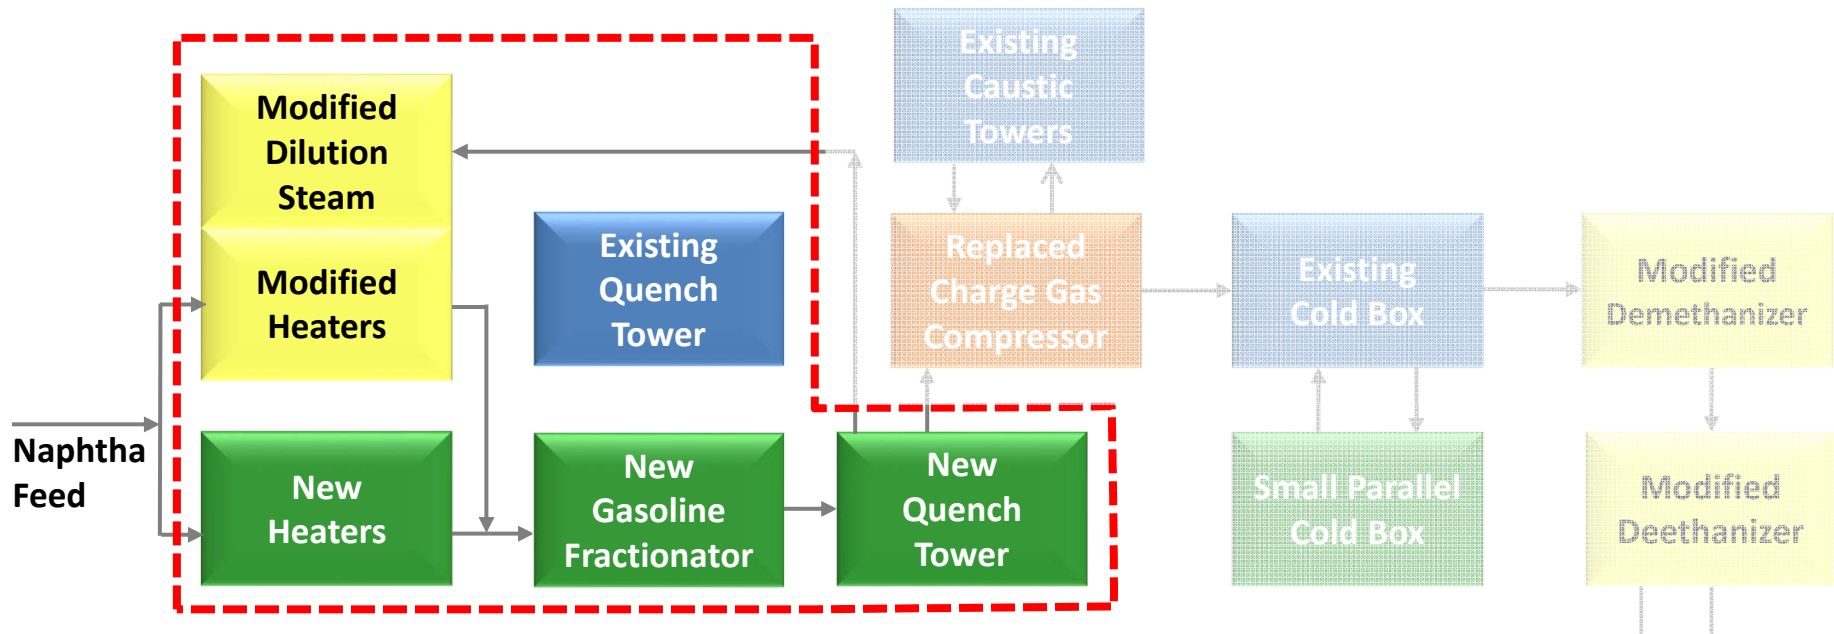 Existing
Caustic
Towers
Modified
Dilution
Steam
Modified
Heaters
Existing
Quench
Tower
Replaced
Charge Gas
Compressor
Existing
Cold Box
Modified
Demethanizer
Naphtha
Feed
New
Heaters
New
Gasoline
Fractionator
New
Quench
Tower
Small Parallel
Cold Box
Modified
Deethanizer